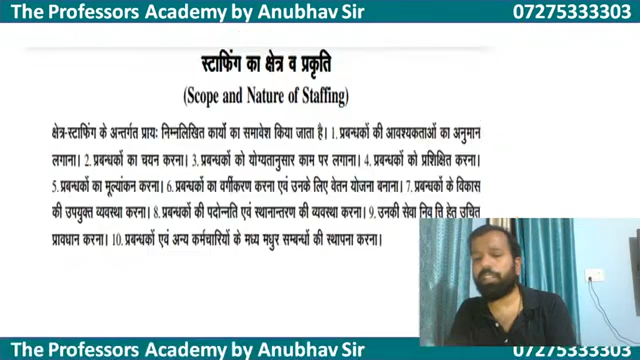 The Professors Academy by Anubhav Sir 07275333303
स्टाफिंग का क्षेत्र व प्रकृति
(Scope and Nature of Staffing)
क्षेत्र-स्टाफिंग के अन्तर्गत प्रायः निम्नलिखित कार्यो का समावेश किया जाता है। 1. प्रबन्धकों की आवश्यकताओं का अनुमान
लगाना। 2. प्रबन्धकों का चयन करना। 3. प्रबन्धकों को योग्यतानुसार काम पर लगाना। 4. प्रबन्धकों को प्रशिक्षित करना।
5. प्रबन्धकों का मूल्यांकन करना। 6. प्रबन्धकों का वर्गीकरण करना एवं उनके लिए वेतन योजना बनाना। 7. प्रबन्धकों के विकास
की उपयुक्त व्यवस्था करना। 8. प्रबन्धकों की पदोन्नति एवं स्थानान्तरण की व्यवस्था करना। 9. उनकी सेवा निवृत्ति हेतु उचित
प्रावधान करना। 10. प्रबन्धकों एवं अन्य कर्मचारियों के मध्य मधुर सम्बन्धों की स्थापना करना।
The Professors Academy by Anubhav Sir 07275333303